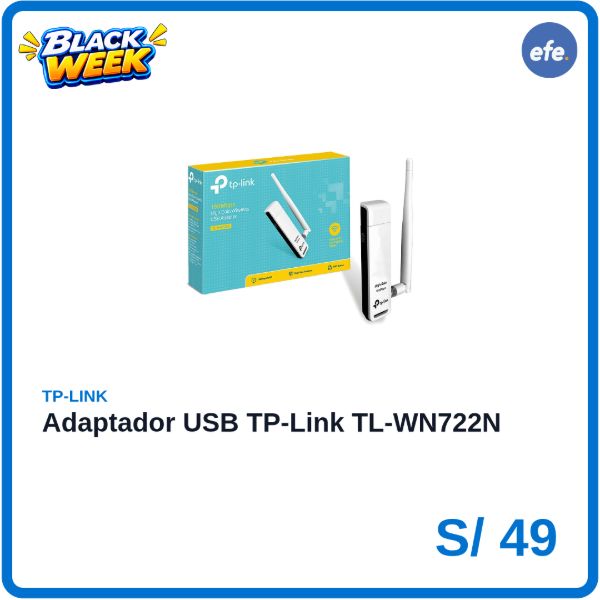 BLACK
WEEK
efe.
tp-link
TP-LINK
Adaptador USB TP-Link TL-WN722N
S/ 49